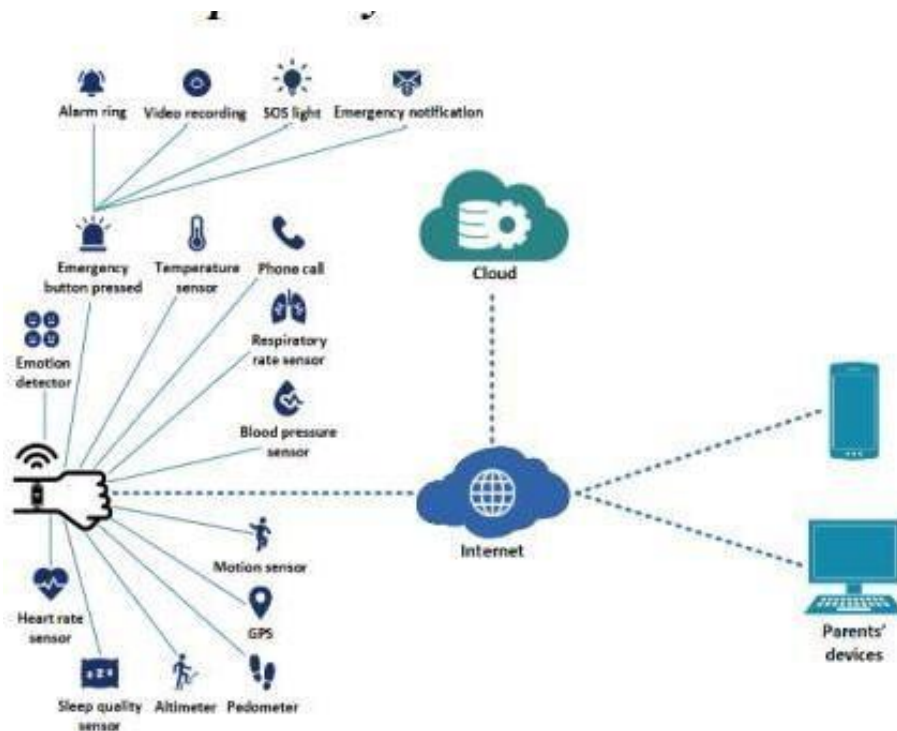 Alarm ring
Video recording
SOS light
Emergency notification
Emergency
button pressed
Temperature
sensor
Phone call
Cloud
Respiratory
rate sensor
Emotion
detector
Blood pressure
sensor
Internet
Motion sensor
Heart rate
sensor
GPS
Parents'
devices
Sleep quality
sensor
Altimeter
Pedometer